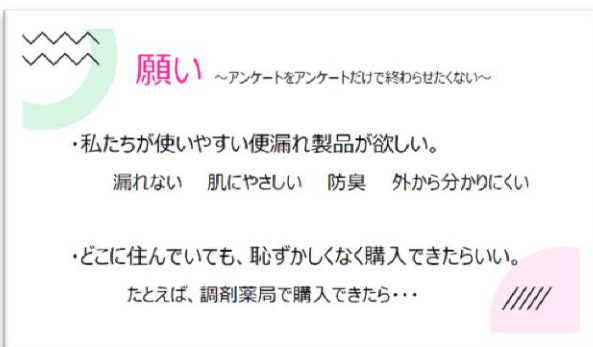 願い ～アンケートをアンケートだけで終わらせたくない～
・私たちが使いやすい便漏れ製品が欲しい。
漏れない 肌にやさしい 防臭 外から分かりにくい
・どこに住んでいても、恥ずかしくなく購入できたらいい。
たとえば、調剤薬局で購入できたら・・・